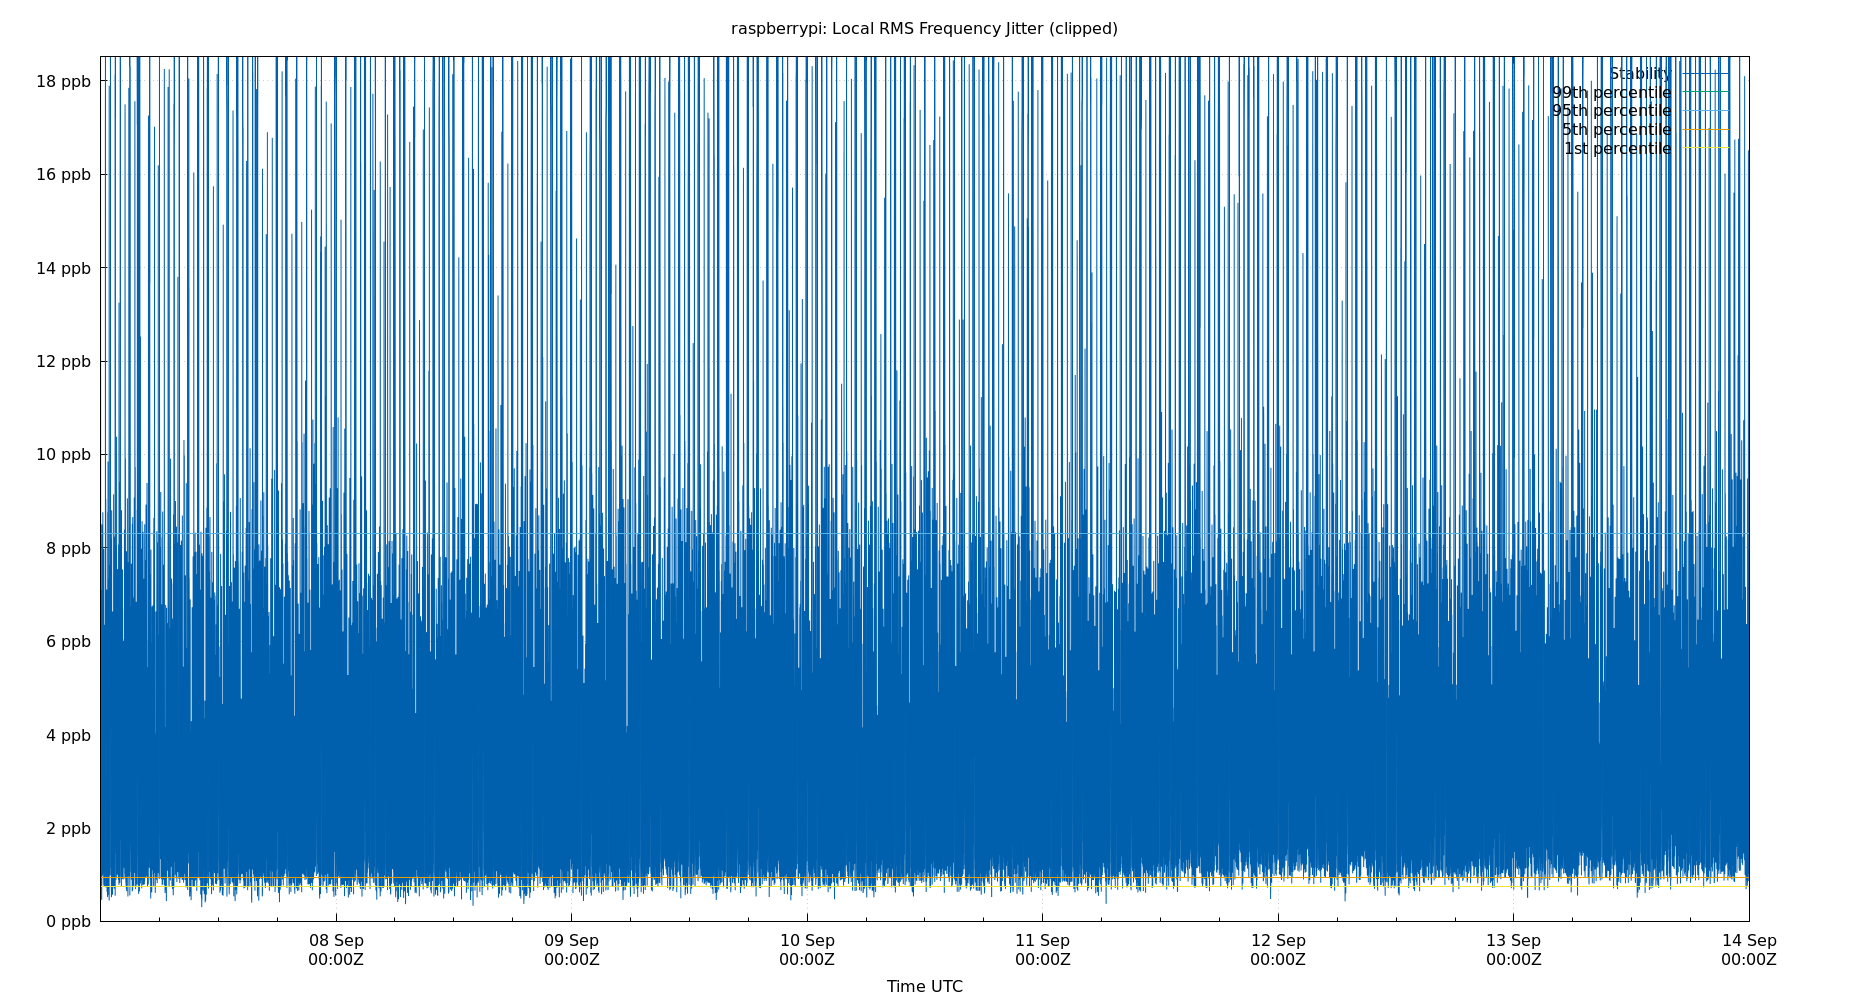 raspberrypi: Local RMS Frequency Jitter (clipped)
18 ppb
16 ppb
14 ppb
12 ppb
10 ppb
8 ppb
6 ppb
4 ppb
2 ppb
0 ppb
Stability
99th percentile
95th percentile
5th percentile
1st percentile
08 Sep
00:00Z
09 Sep
00:00Z
10 Sep
00:00Z
11 Sep
00:00Z
12 Sep
00:00Z
13 Sep
00:00Z
14 Sep
00:00Z
Time UTC